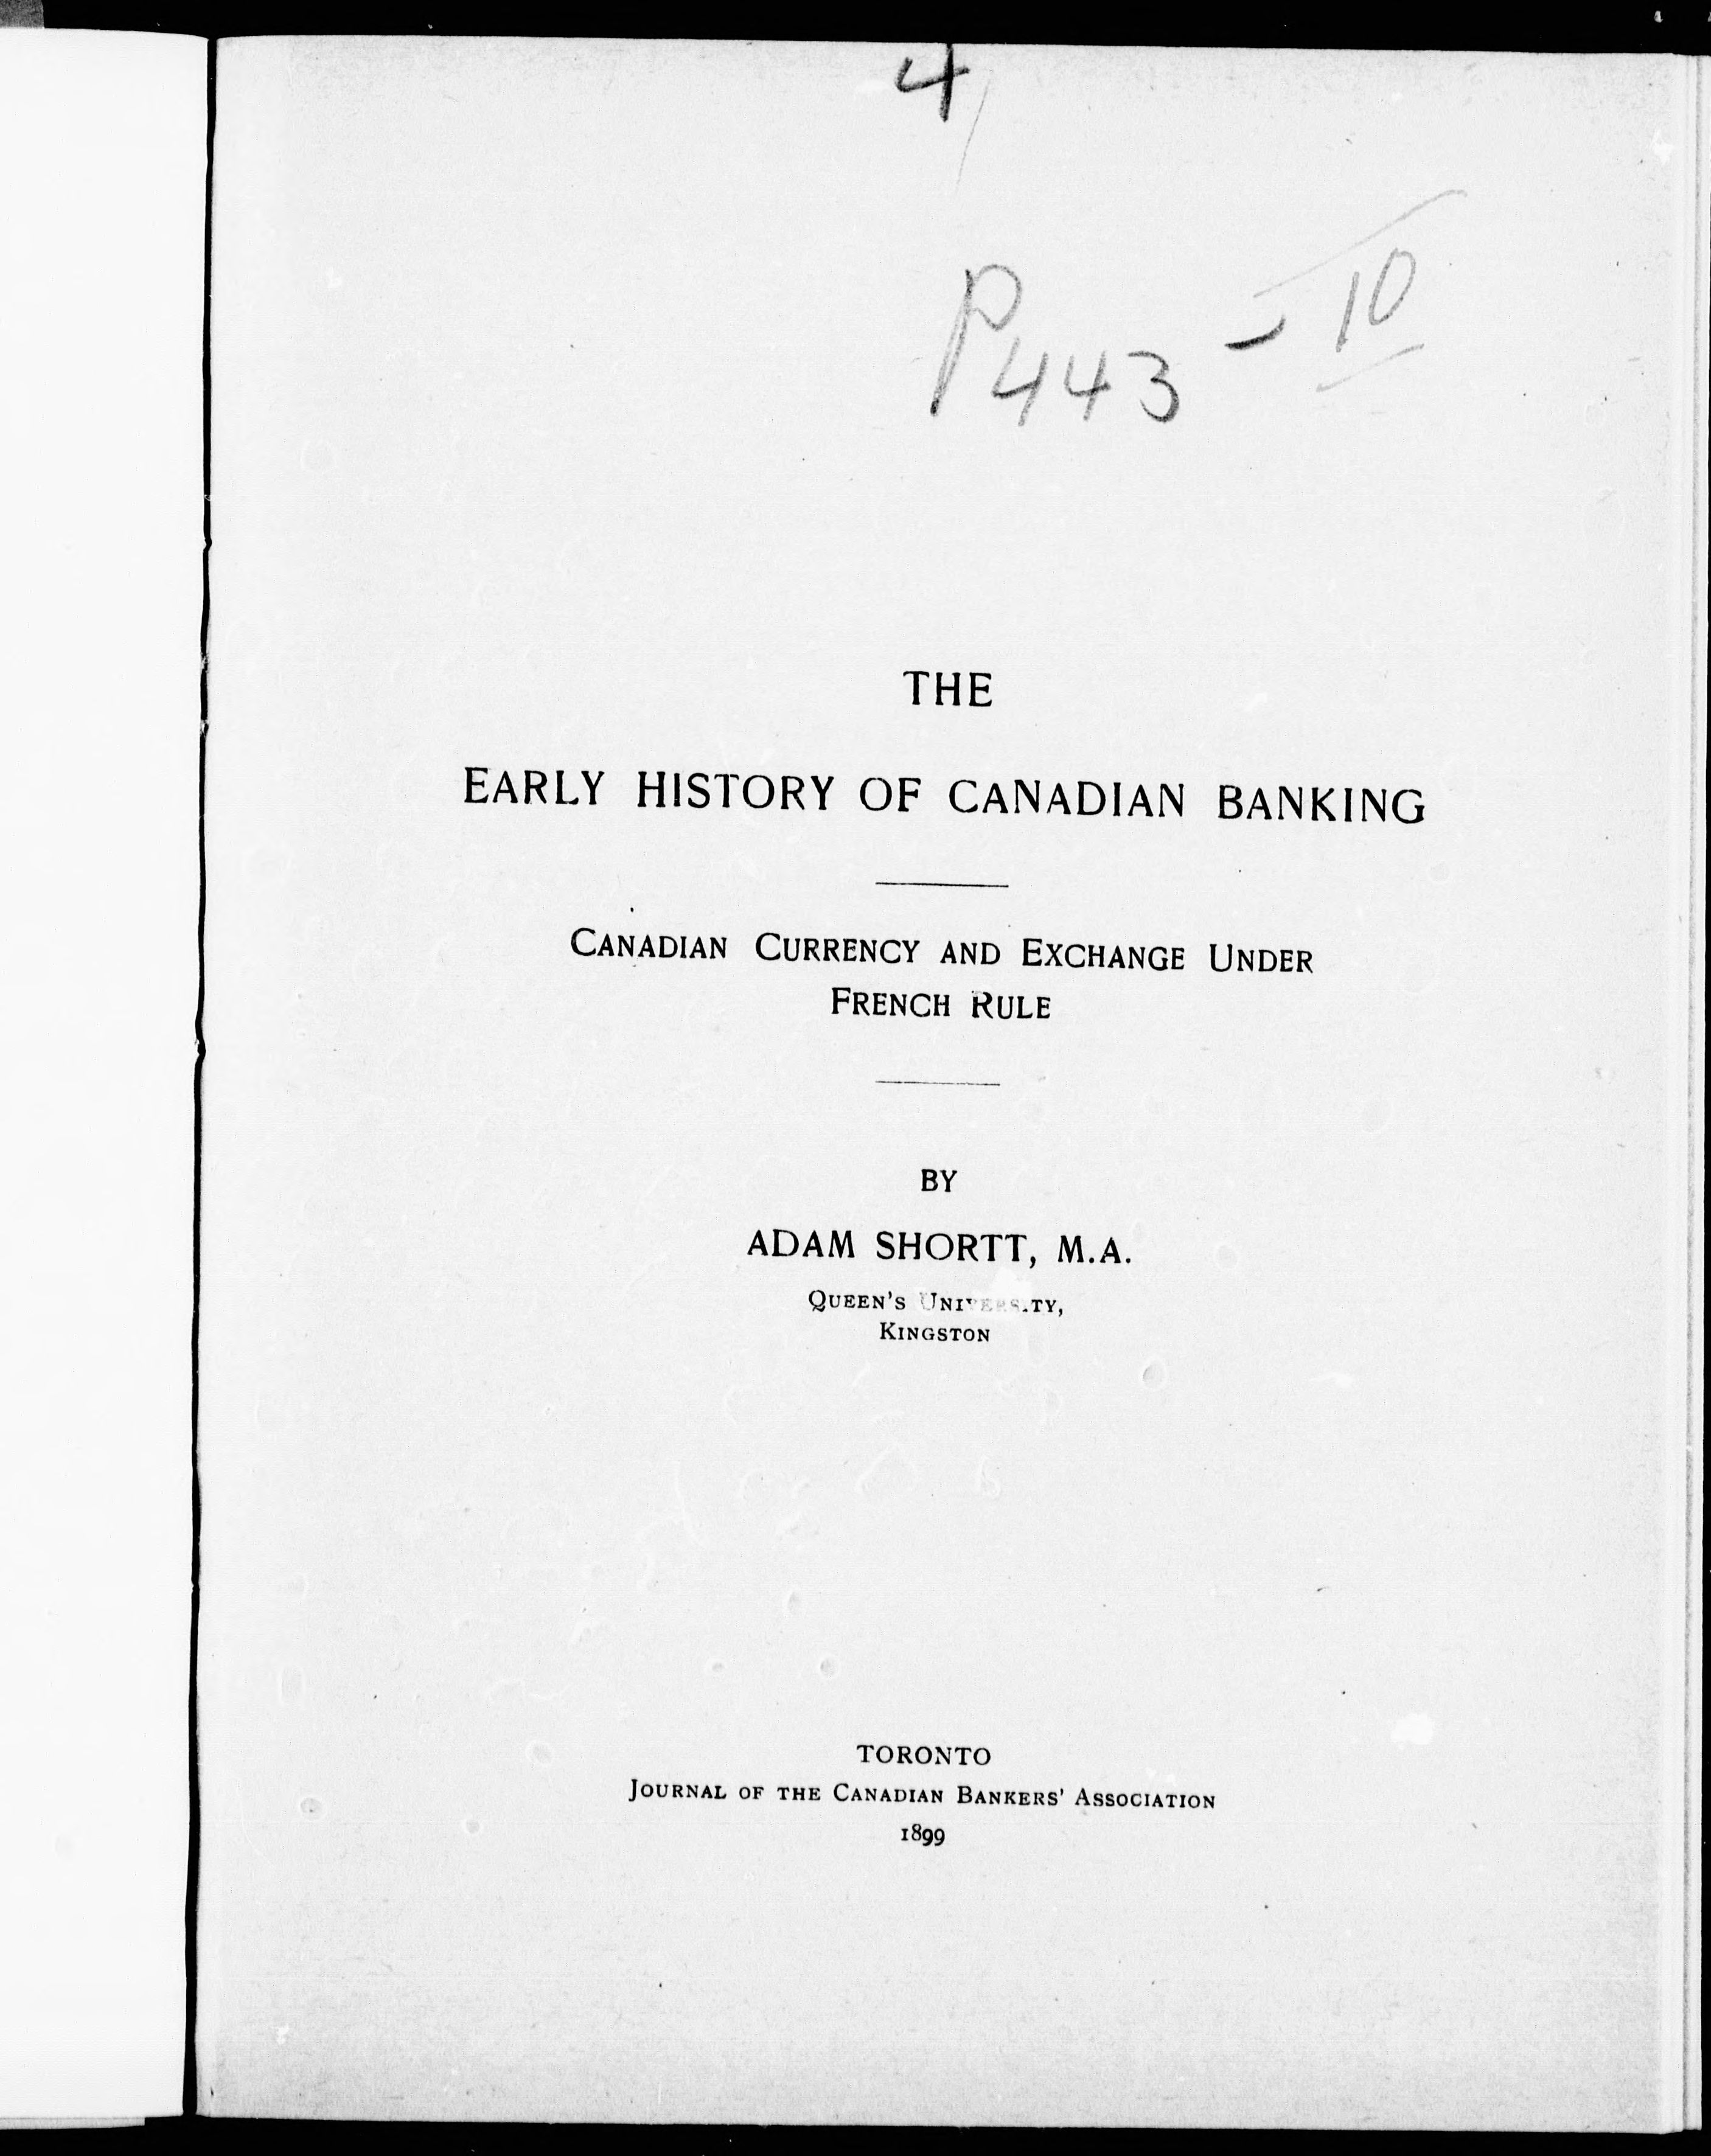 4
P443 - 10
THE
EARLY HISTORY OF CANADIAN BANKING
CANADIAN CURRENCY AND EXCHANGE UNDER
FRENCH RULE
BY
ADAM SHORTT, M.A.
QUEEN'S UNIVERSITY,
KINGSTON
TORONTO
JOURNAL OF THE CANADIAN BANKERS' ASSOCIATION
1899